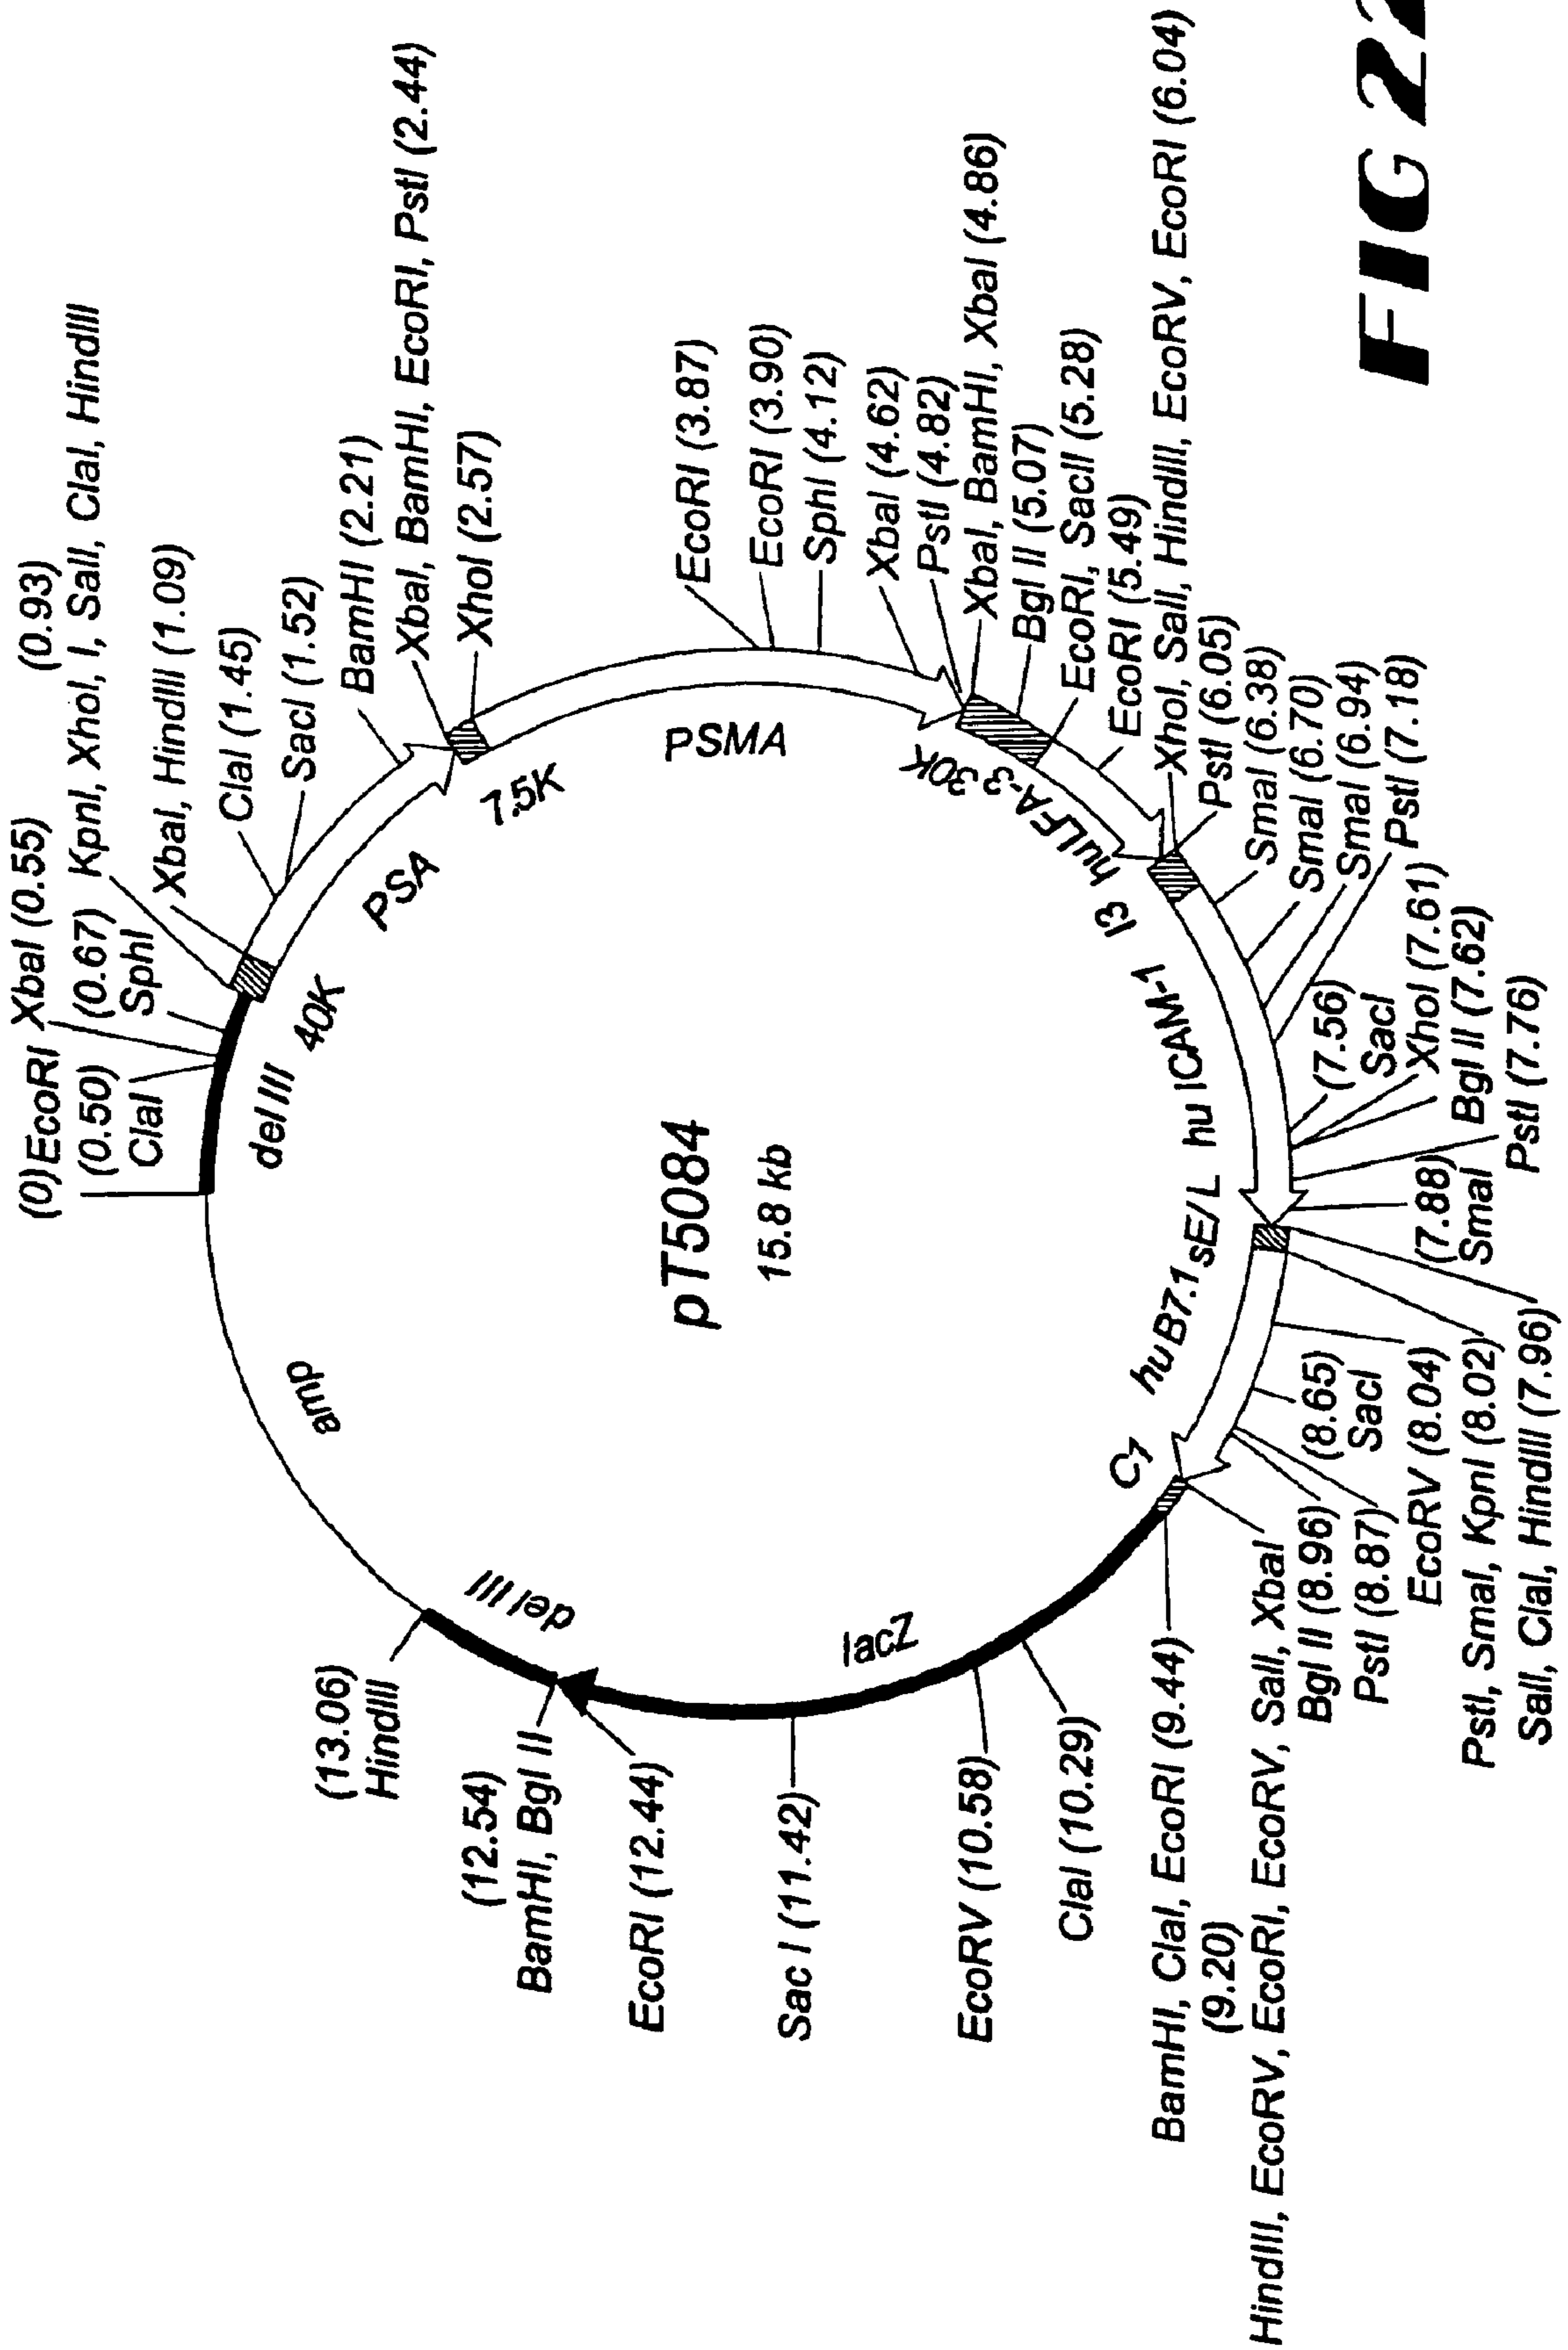 (0) EcoRI
(0.50)
ClaI
XbaI (0.55)
(0.67)
SphI
(0.93)
KpnI, XhoI, I, SalI, ClaI, HindIII
XbaI, HindIII (1.09)
ClaI (1.45)
SacI (1.52)
BamHI (2.21)
XbaI, BamHI, EcoRI, PstI (2.44)
XhoI (2.57)
EcoRI (3.87)
EcoRI (3.90)
SphI (4.12)
XbaI (4.62)
PstI (4.82)
XbaI, BamHI, XbaI (4.86)
Bgl II (5.07)
EcoRI, SacII (5.28)
EcoRI (5.49)
XhoI, SalI, HindIII, EcoRV, EcoRI (6.04)
PstI (6.05)
SmaI (6.38)
SmaI (6.70)
SmaI (6.94)
PstI (7.18)
(7.56)
SacI
XhoI (7.61)
Bgl II (7.62)
PstI (7.76)
(7.88)
SmaI
SalI, ClaI, HindIII (7.96)
PstI, SmaI, KpnI (8.02)
EcoRV (8.04)
(8.65)
SacI
PstI (8.87)
Bgl II (8.96)
HindIII, EcoRV, EcoRI, EcoRV, SalI, XbaI
(9.20)
BamHI, ClaI, EcoRI (9.44)
ClaI (10.29)
EcoRV (10.58)
Sac I (11.42)
EcoRI (12.44)
(12.54)
BamHI, Bgl II
(13.06)
HindIII
del III
40K
PSA
7.5K
PSMA
30K
huLFA-3
I3
hu ICAM-1
sE/L
huB7.1
C1
lacZ
del III
amp
pT5084
15.8 kb
FIG 22